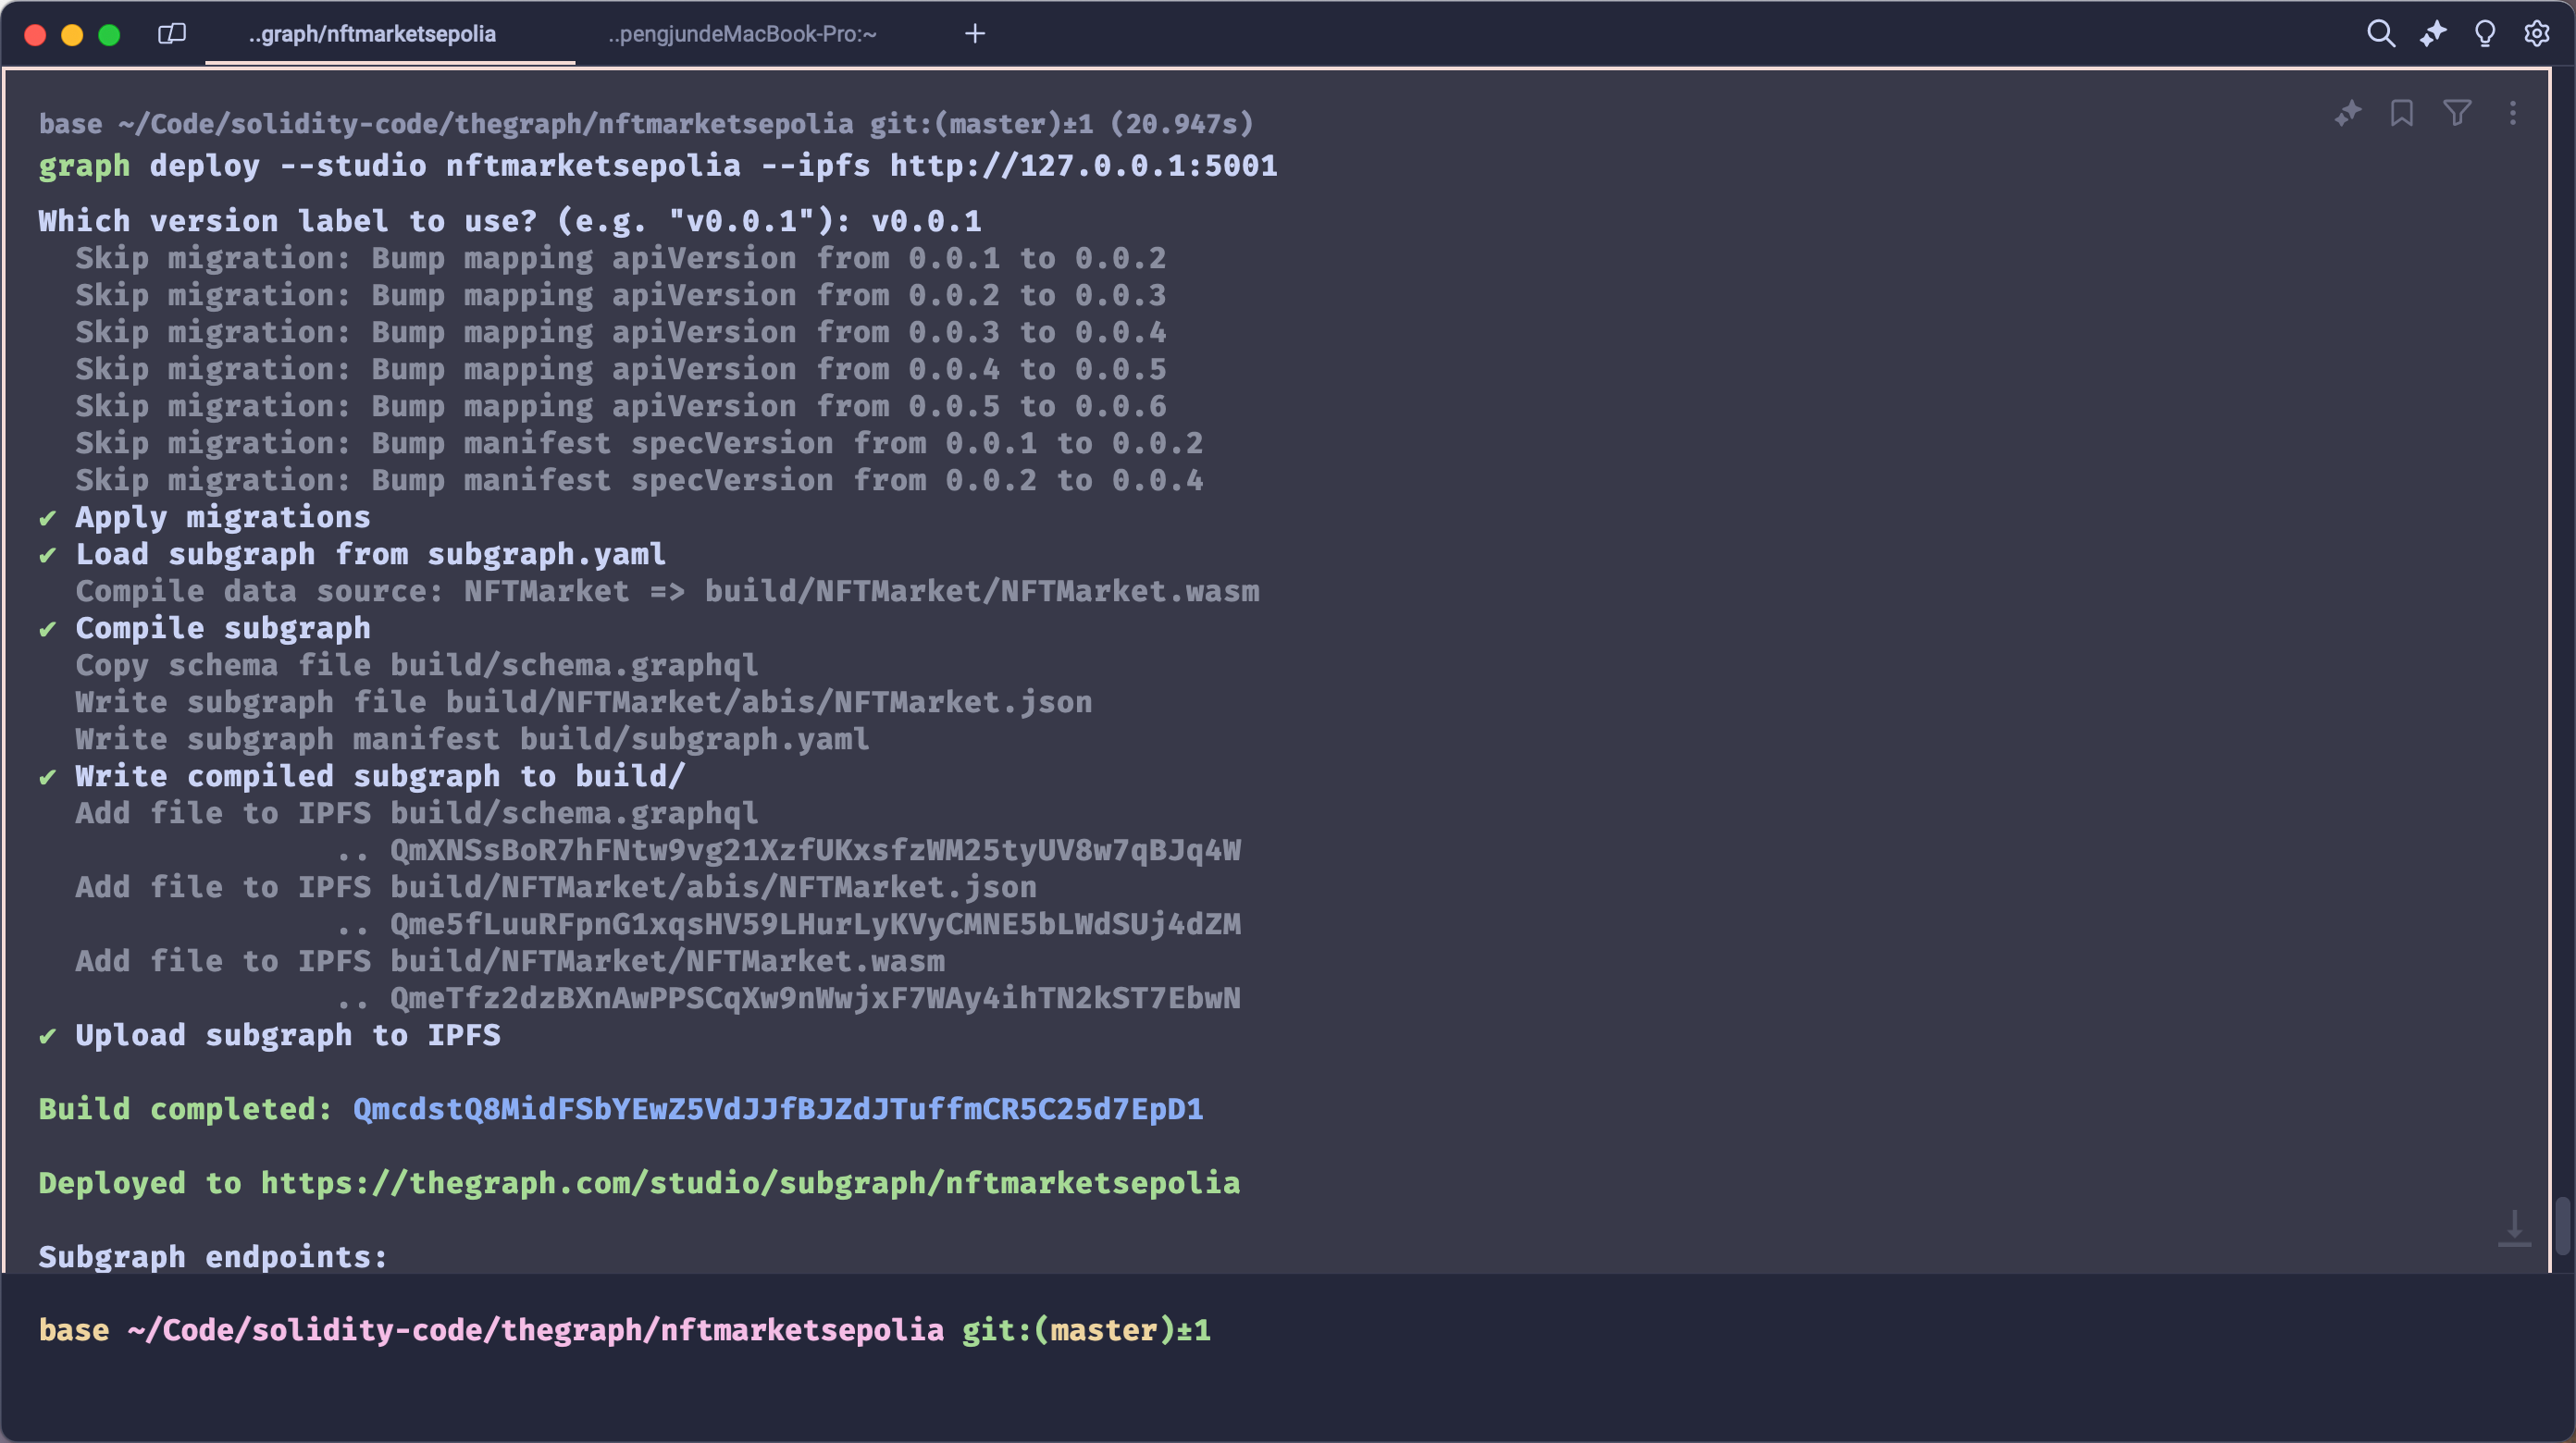 ..graph/nftmarketsepolia
..pengjundeMacBook-Pro:~
base ~/Code/solidity-code/thegraph/nftmarketsepolia git:(master)±1 (20.947s)
graph deploy --studio nftmarketsepolia --ipfs http://127.0.0.1:5001
Which version label to use? (e.g. "v0.0.1"): v0.0.1
Skip migration: Bump mapping apiVersion from 0.0.1 to 0.0.2
Skip migration: Bump mapping apiVersion from 0.0.2 to 0.0.3
Skip migration: Bump mapping apiVersion from 0.0.3 to 0.0.4
Skip migration: Bump mapping apiVersion from 0.0.4 to 0.0.5
Skip migration: Bump mapping apiVersion from 0.0.5 to 0.0.6
Skip migration: Bump manifest specVersion from 0.0.1 to 0.0.2
Skip migration: Bump manifest specVersion from 0.0.2 to 0.0.4
✔ Apply migrations
✔ Load subgraph from subgraph.yaml
Compile data source: NFTMarket => build/NFTMarket/NFTMarket.wasm
✔ Compile subgraph
Copy schema file build/schema.graphql
Write subgraph file build/NFTMarket/abis/NFTMarket.json
Write subgraph manifest build/subgraph.yaml
✔ Write compiled subgraph to build/
Add file to IPFS build/schema.graphql
.. QmXNSsBoR7hFNtw9vg21XzfUKxsfzWM25tyUV8w7qBJq4W
Add file to IPFS build/NFTMarket/abis/NFTMarket.json
.. Qme5fLuuRFpnG1xqsHV59LHurLyKVyCMNE5bLWdSUj4dZM
Add file to IPFS build/NFTMarket/NFTMarket.wasm
.. QmeTfz2dzBXnAwPPSCqXw9nWwjxF7WAy4ihTN2kST7EbwN
✔ Upload subgraph to IPFS
Build completed: QmcdstQ8MidFSbYEwZ5VdJJfBJZdJTuffmCR5C25d7EpD1
Deployed to https://thegraph.com/studio/subgraph/nftmarketsepolia
Subgraph endpoints:
base ~/Code/solidity-code/thegraph/nftmarketsepolia git:(master)±1